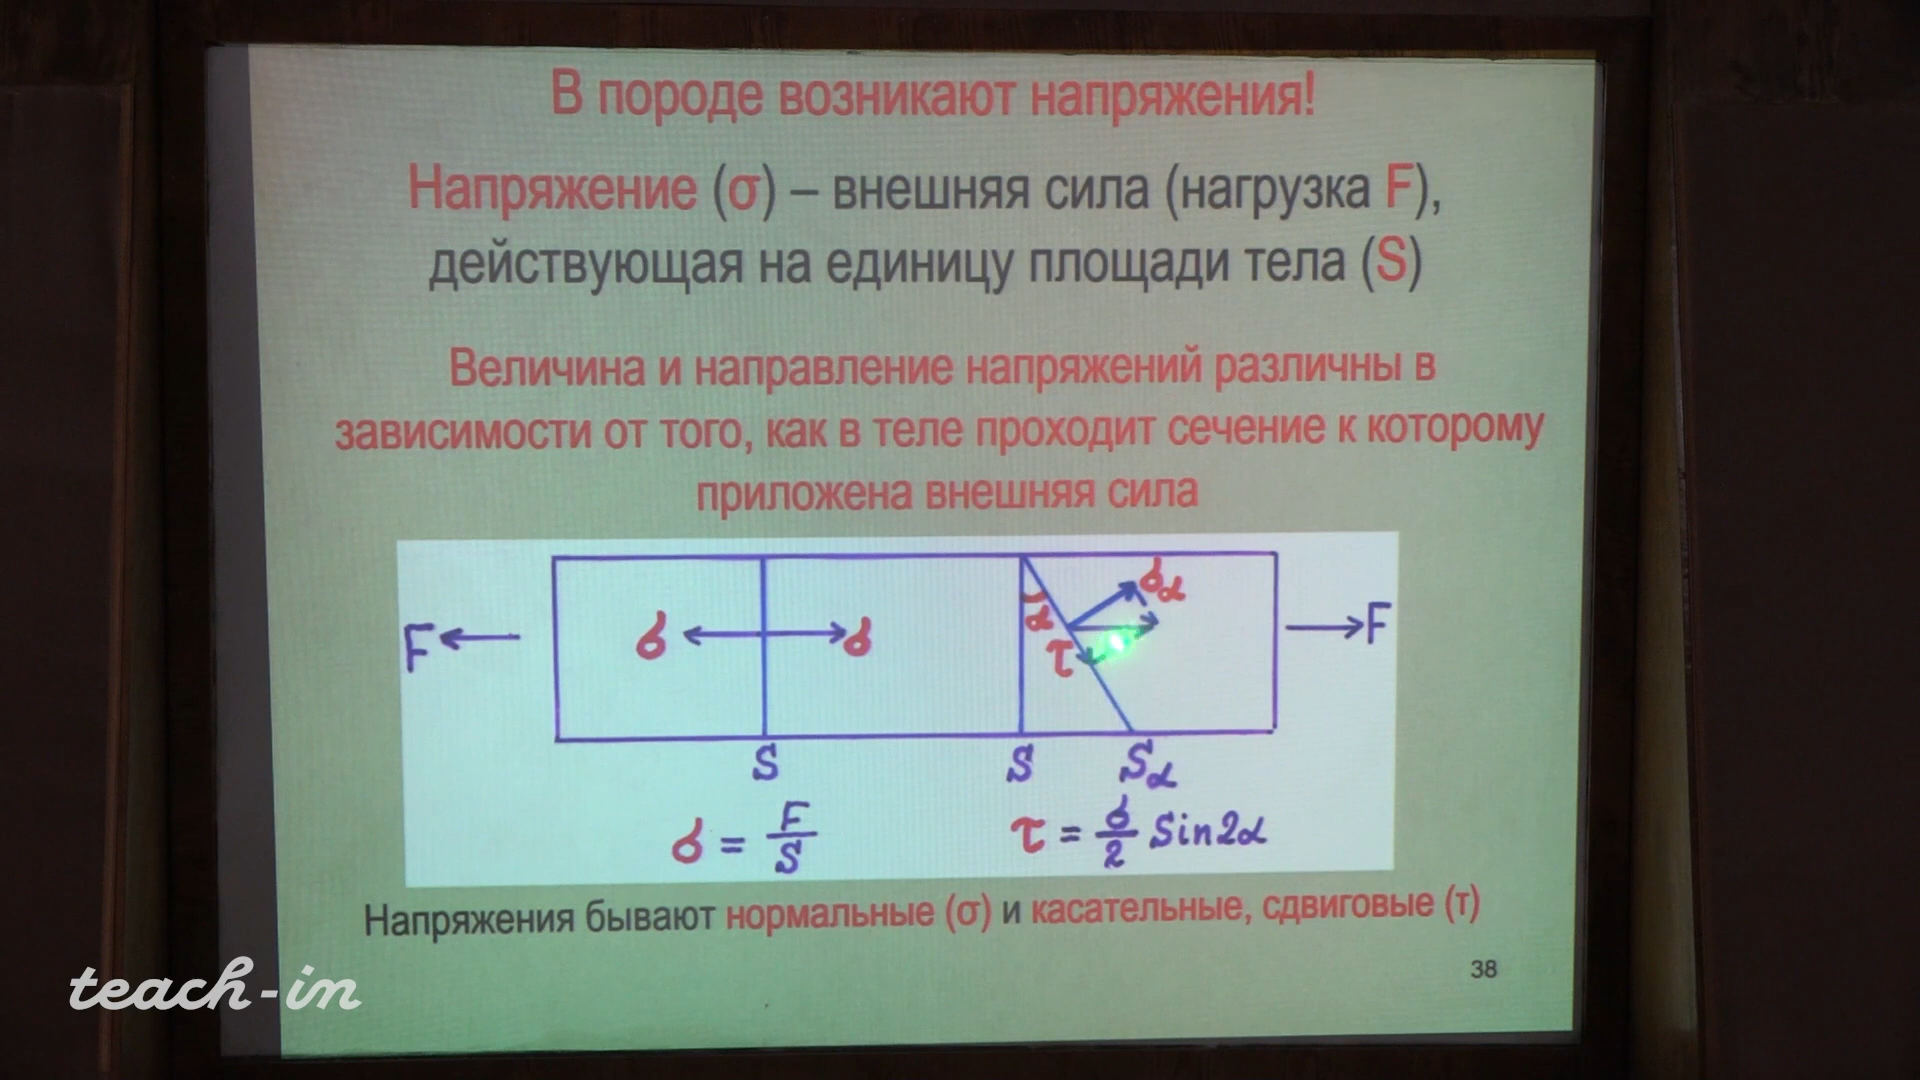 В породе возникают напряжения!
Напряжение (σ) – внешняя сила (нагрузка F),
действующая на единицу площади тела (S)
Величина и направление напряжений различны в
зависимости от того, как в теле проходит сечение к которому
приложена внешняя сила
F σ σ α τ σα F
S S Sα
σ = F/S τ = σ/2 Sin2α
Напряжения бывают нормальные (σ) и касательные, сдвиговые (τ)
38
teach-in